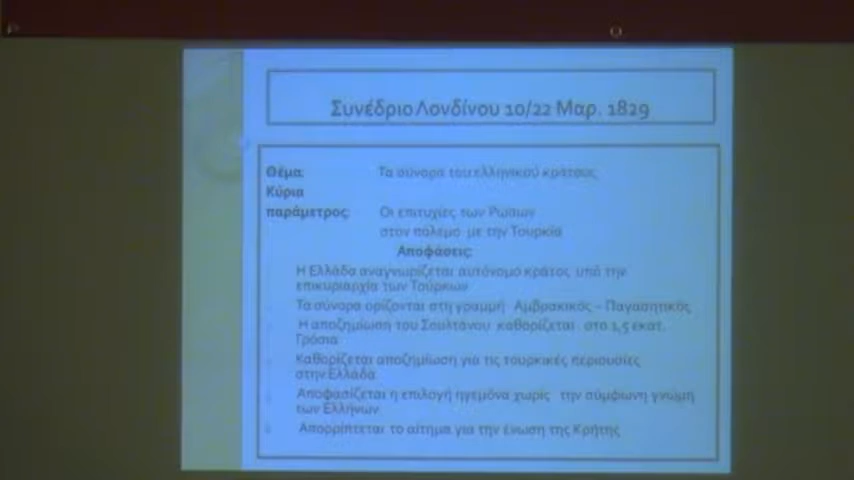 Συνέδριο Λονδίνου 10/22 Μαρ. 1829
Θέμα: Τα σύνορα του ελληνικού κράτους
Κύρια
παράμετρος: Οι επιτυχίες των Ρώσων
στον πόλεμο με την Τουρκία
Αποφάσεις:
Η Ελλάδα αναγνωρίζεται αυτόνομο κράτος υπό την
επικυριαρχία των Τούρκων
Τα σύνορα ορίζονται στη γραμμή Αμβρακικός – Παγασητικός
Η αποζημίωση του Σουλτάνου καθορίζεται στα 1,5 εκατ.
Γρόσια
Καθορίζεται αποζημίωση για τις τουρκικές περιουσίες
στην Ελλάδα
Αποφασίζεται η επιλογή ηγεμόνα χωρίς την σύμφωνη γνώμη
των Ελλήνων
Απορρίπτεται το αίτημα για την ένωση της Κρήτης